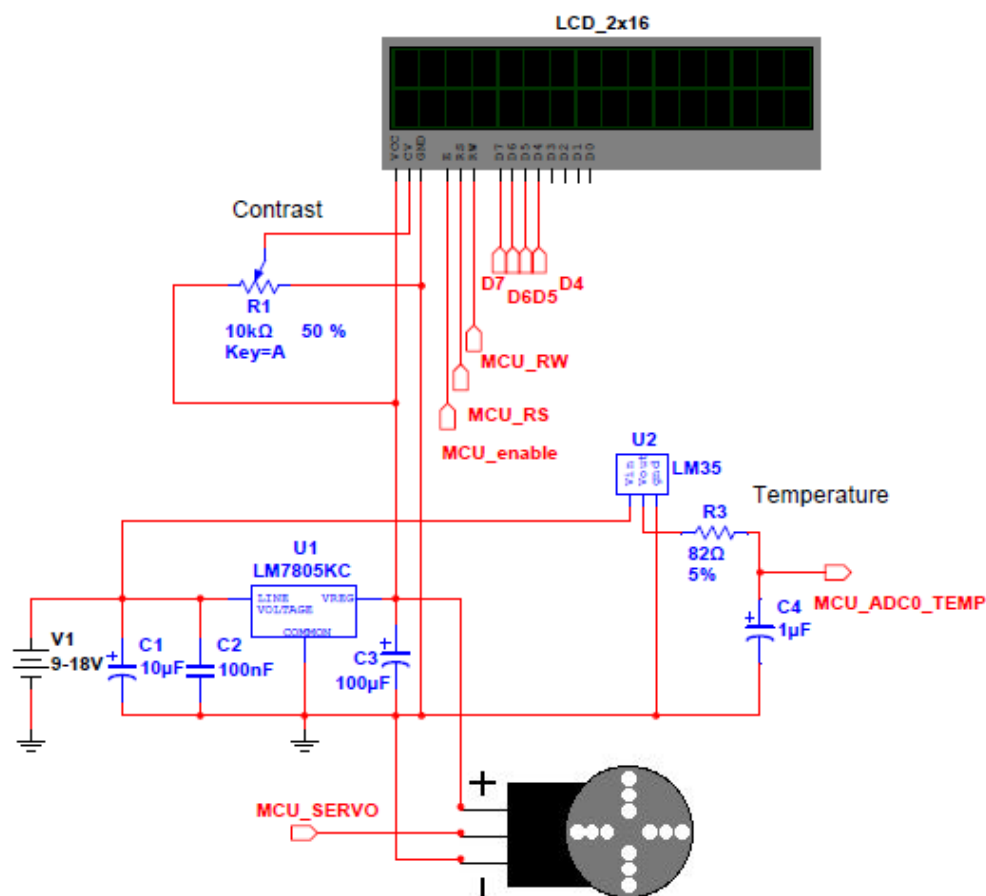 LCD_2x16
VCC
CV
GND
E
RS
RW
D7
D6
D5
D4
D3
D2
D1
D0
Contrast
R1
10kΩ 50 %
Key=A
D7
D6D5
D4
MCU_RW
MCU_RS
MCU_enable
U2
LM35
Vin
Vout
gnd
Temperature
R3
82Ω
5%
MCU_ADC0_TEMP
C4
1µF
U1
LM7805KC
LINE VREG
VOLTAGE
COMMON
V1
9-18V
C1
10µF
C2
100nF
C3
100µF
MCU_SERVO